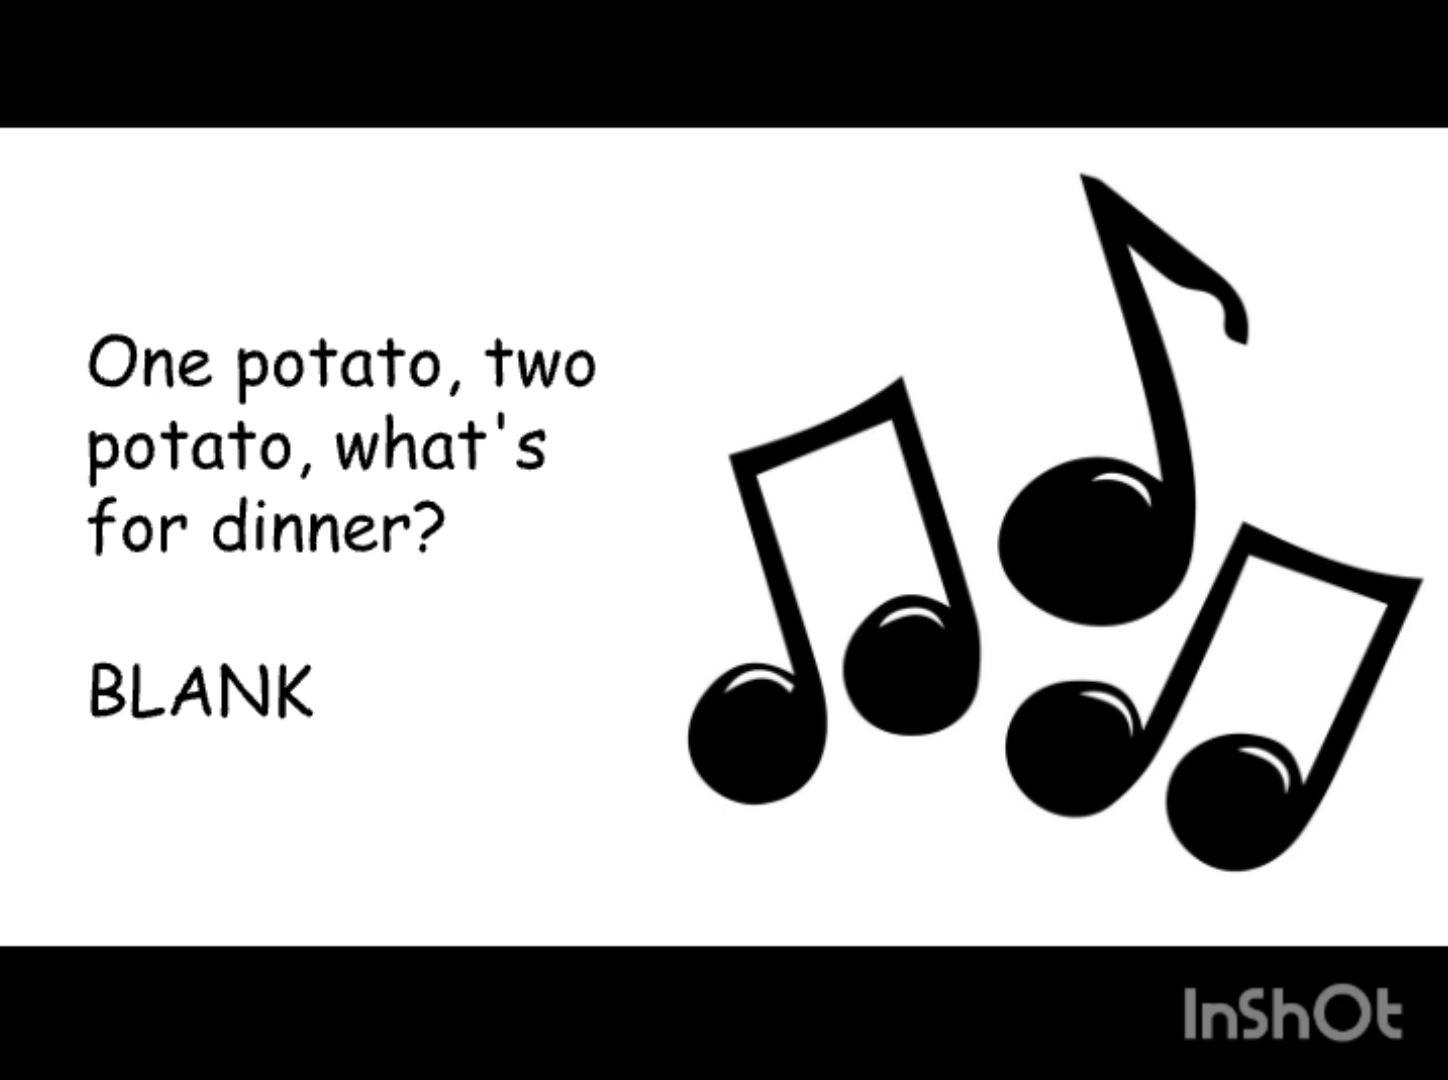 One potato, two
potato, what's
for dinner?
BLANK
InShOt